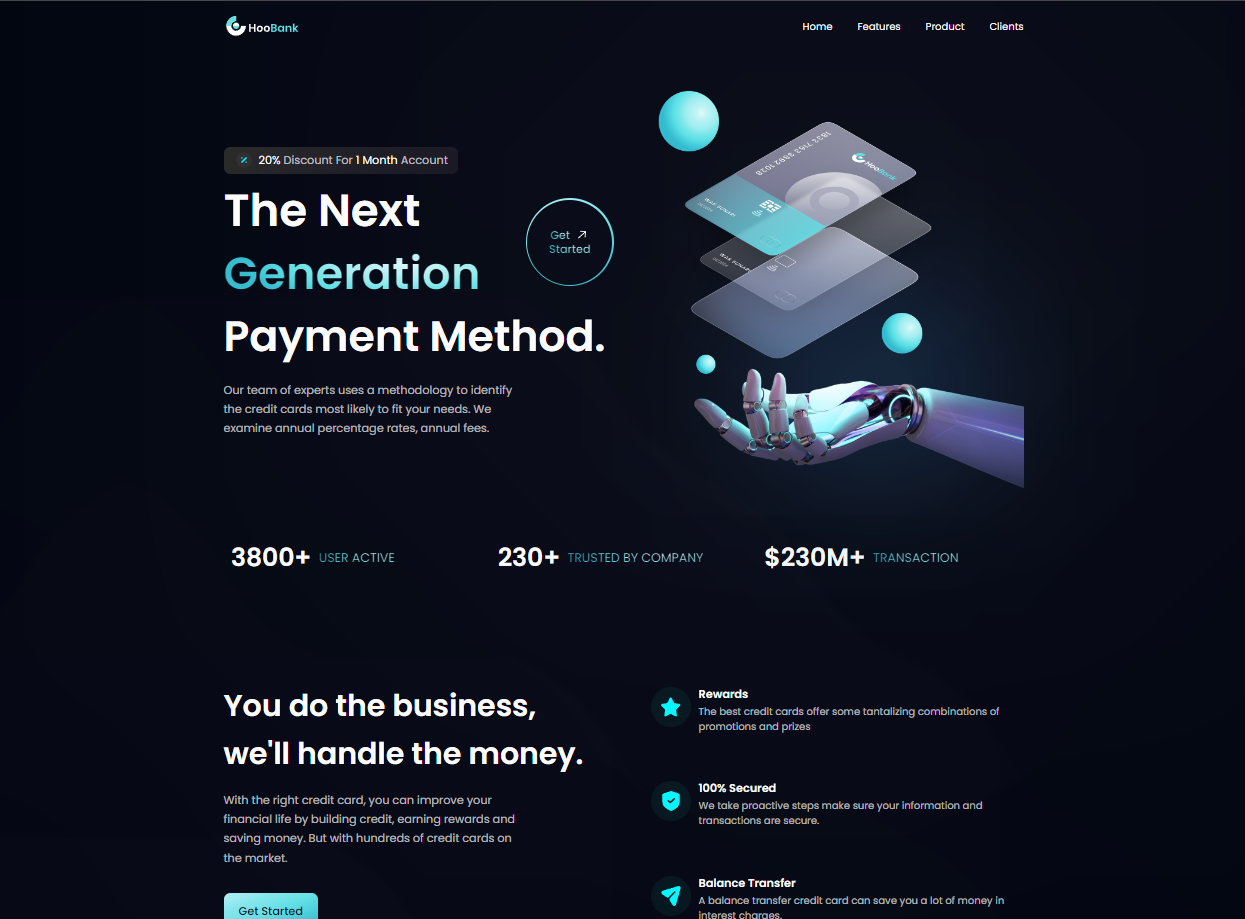 HooBank
Home Features Product Clients
20% Discount For 1 Month Account
The Next
Generation
Payment Method.
Get
Started
Our team of experts uses a methodology to identify
the credit cards most likely to fit your needs. We
examine annual percentage rates, annual fees.
HooBank
3800+ USER ACTIVE
230+ TRUSTED BY COMPANY
$230M+ TRANSACTION
You do the business,
we'll handle the money.
With the right credit card, you can improve your
financial life by building credit, earning rewards and
saving money. But with hundreds of credit cards on
the market.
Get Started
Rewards
The best credit cards offer some tantalizing combinations of
promotions and prizes
100% Secured
We take proactive steps make sure your information and
transactions are secure.
Balance Transfer
A balance transfer credit card can save you a lot of money in
interest charges.